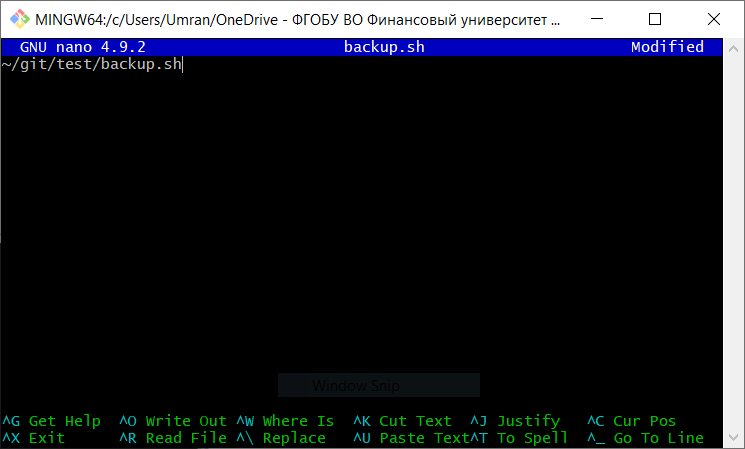 MINGW64:/c/Users/Umran/OneDrive - ФГОБУ ВО Финансовый университет ...
GNU nano 4.9.2 backup.sh Modified
~/git/test/backup.sh
Window Snip
^G Get Help ^O Write Out ^W Where Is ^K Cut Text ^J Justify ^C Cur Pos
^X Exit ^R Read File ^\ Replace ^U Paste Text ^T To Spell ^_ Go To Line